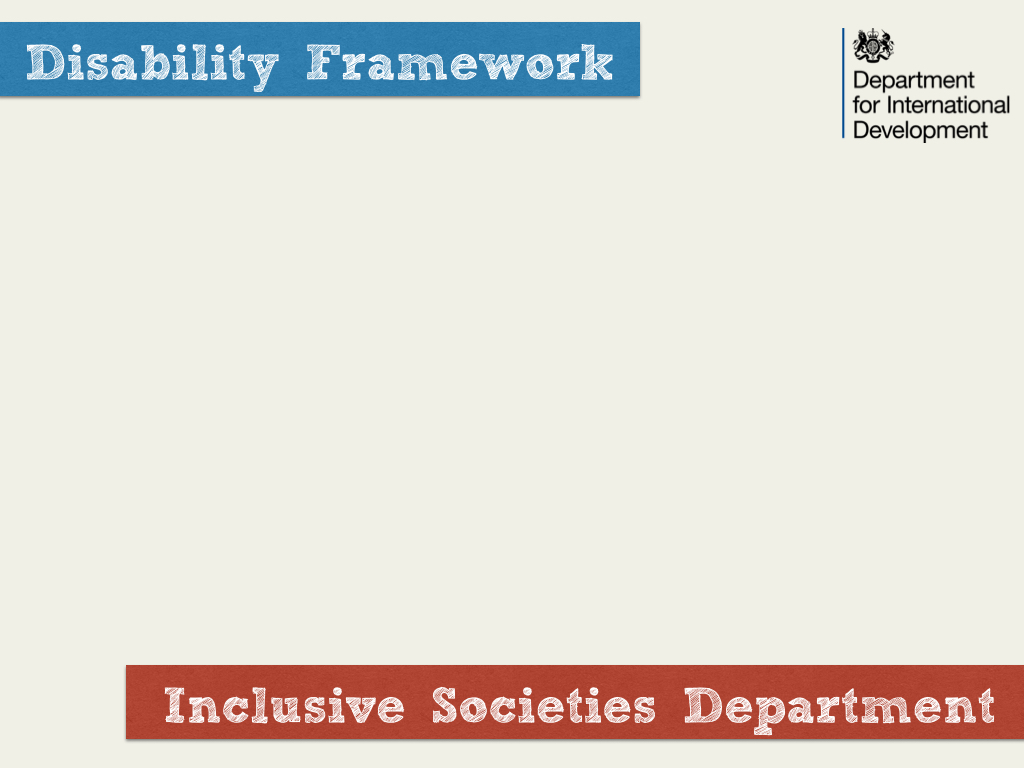 Disability Framework
Department
for International
Development
Inclusive Societies Department